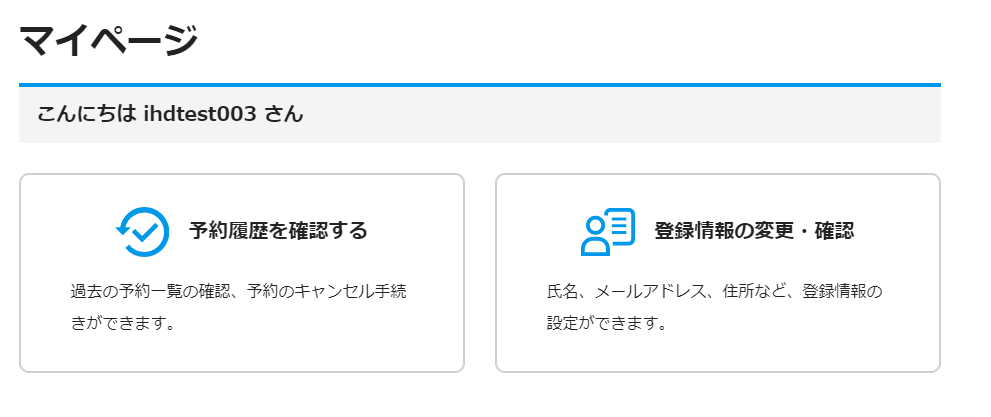 マイページ
こんにちは ihdtest003 さん
予約履歴を確認する
過去の予約一覧の確認、予約のキャンセル手続
きができます。
登録情報の変更・確認
氏名、メールアドレス、住所など、登録情報の
設定ができます。